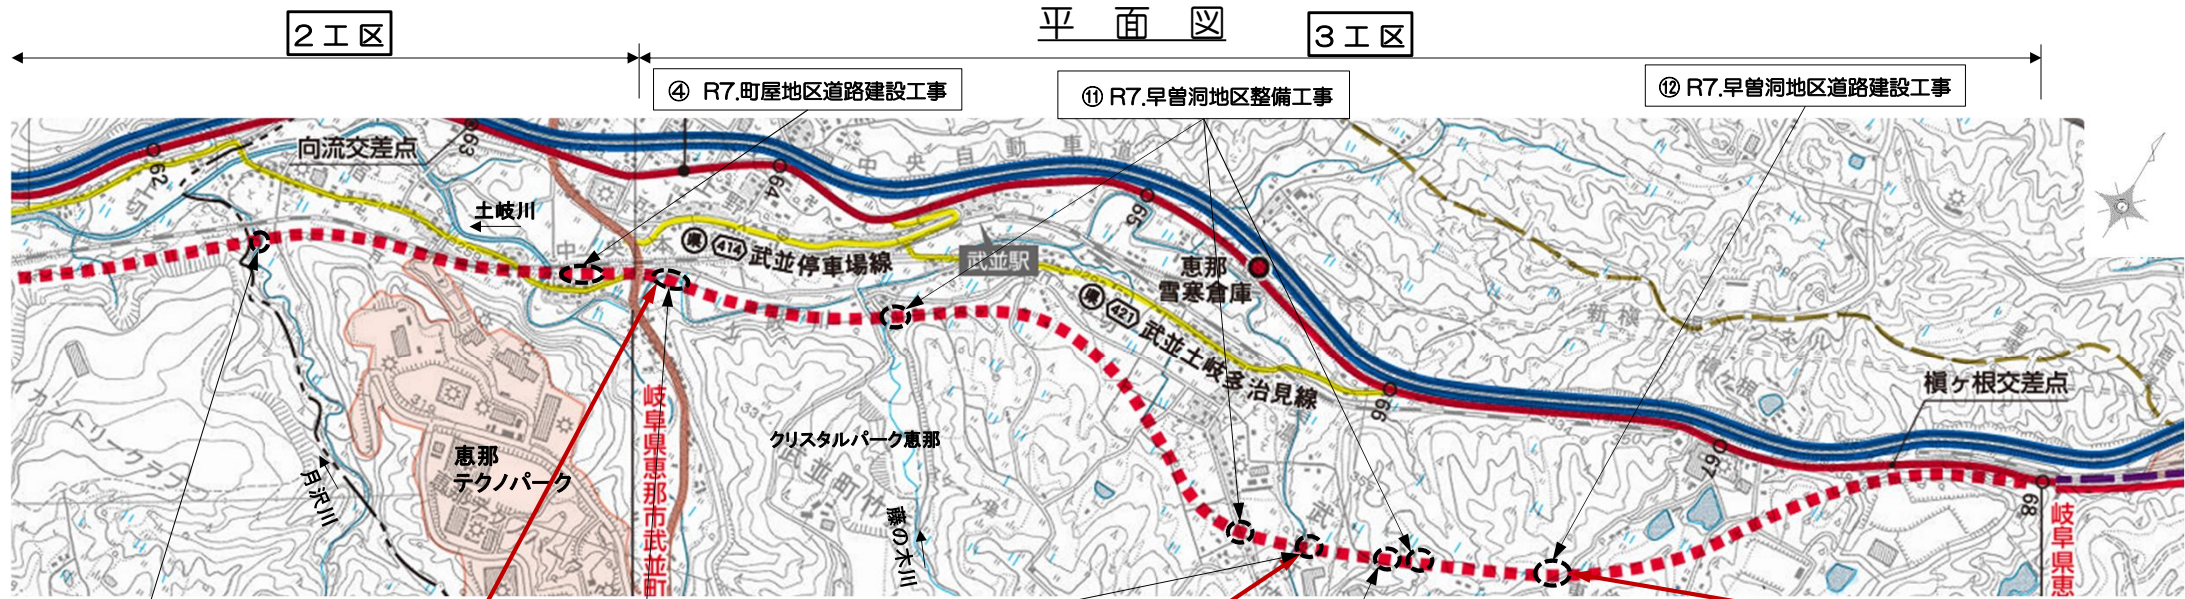 平面図
2工区
3工区
④ R7.町屋地区道路建設工事
⑪ R7.早曽洞地区整備工事
⑫ R7.早曽洞地区道路建設工事
向流交差点
62
63
64
65
66
67
68
中央自動車道
土岐川
県 414 武並停車場線
武並駅
恵那
雪寒倉庫
県 421 武並土岐多治見線
槇ヶ根交差点
恵那
テクノパーク
クリスタルパーク恵那
月沢川
藤の木川
岐阜県恵那市武並町
岐阜県恵